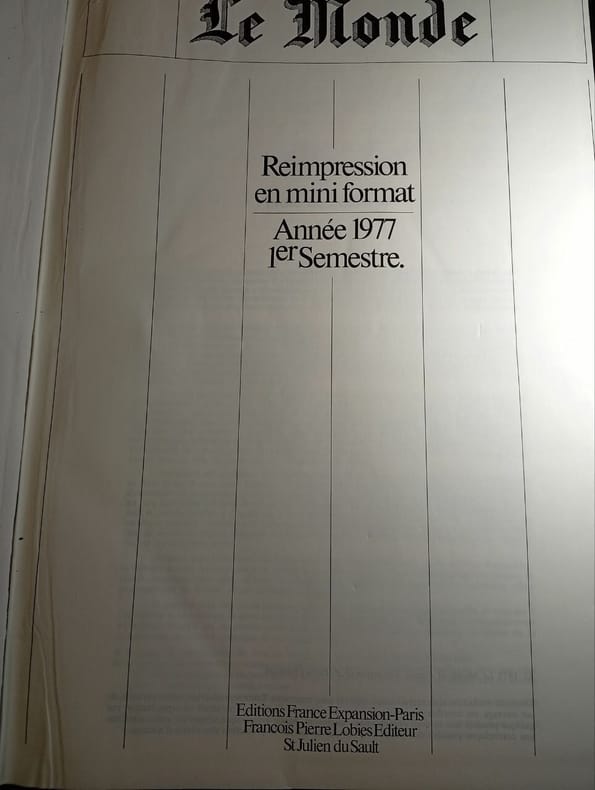 Le Monde
Reimpression
en mini format
Année 1977
1er Semestre.
Editions France Expansion-Paris
Francois Pierre Lobies Editeur
St Julien du Sault